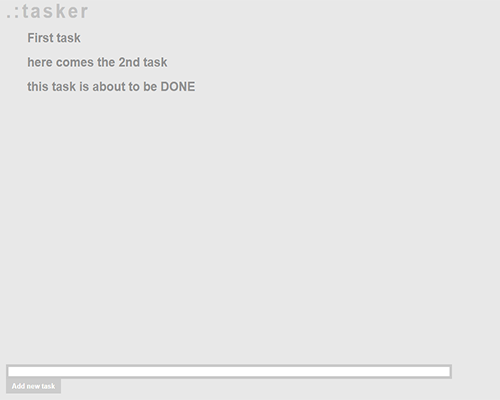 .:tasker
First task
here comes the 2nd task
this task is about to be DONE
Add new task